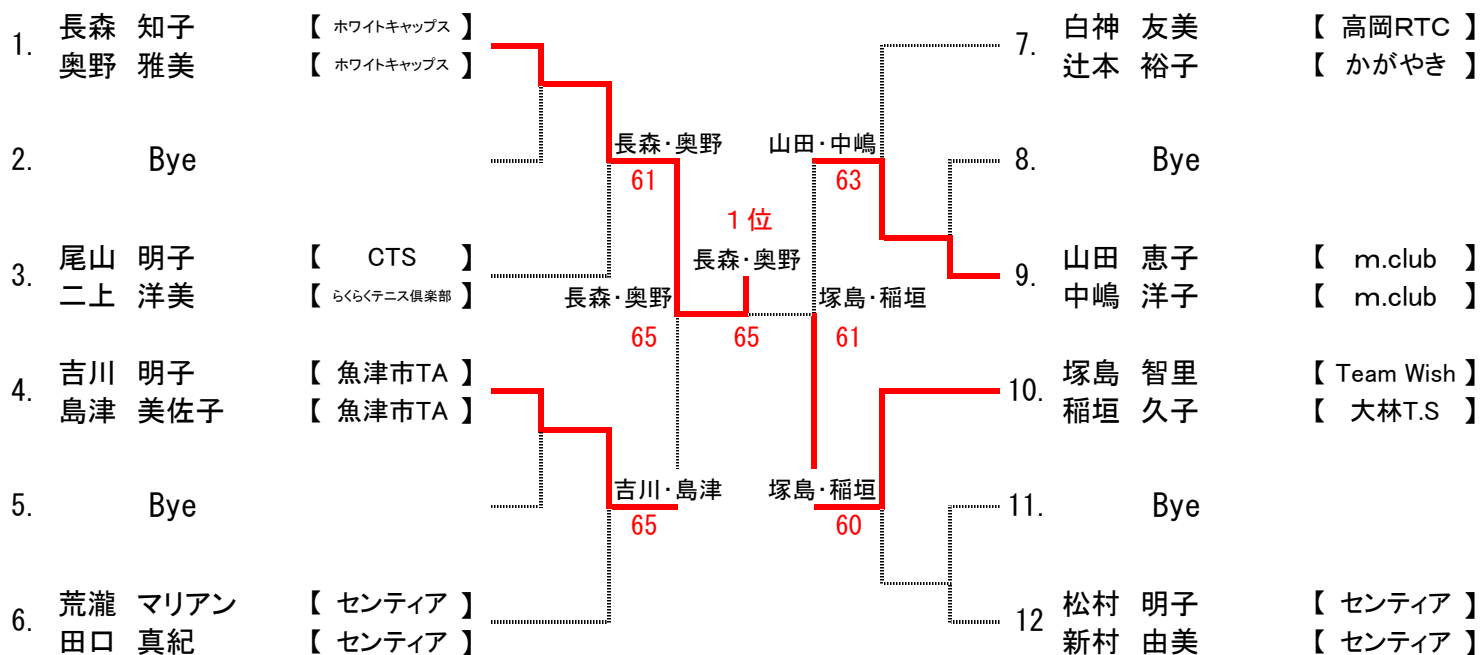 1. 長森 知子 【 ホワイトキャップス 】
奥野 雅美 【 ホワイトキャップス 】
2. Bye
3. 尾山 明子 【 CTS 】
二上 洋美 【 らくらくテニス倶楽部 】
4. 吉川 明子 【 魚津市TA 】
島津 美佐子 【 魚津市TA 】
5. Bye
6. 荒瀧 マリアン 【 センティア 】
田口 真紀 【 センティア 】
長森・奥野
61
長森・奥野
65
吉川・島津
65
1位
長森・奥野
65
山田・中嶋
63
塚島・稲垣
61
塚島・稲垣
60
7. 白神 友美 【 高岡RTC 】
辻本 裕子 【 かがやき 】
8. Bye
9. 山田 恵子 【 m.club 】
中嶋 洋子 【 m.club 】
10. 塚島 智里 【 Team Wish 】
稲垣 久子 【 大林T.S 】
11. Bye
12 松村 明子 【 センティア 】
新村 由美 【 センティア 】